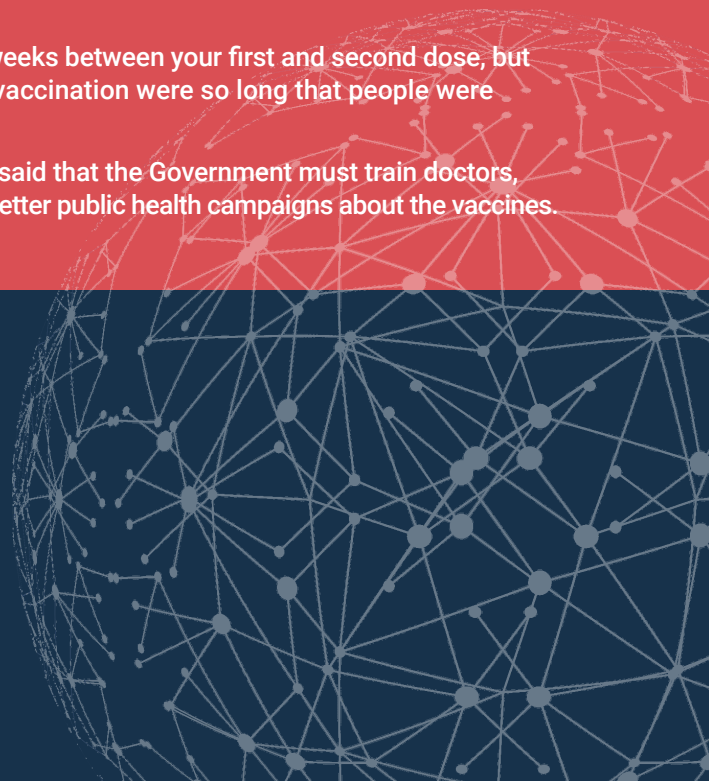 weeks between your first and second dose, but
vaccination were so long that people were
said that the Government must train doctors,
etter public health campaigns about the vaccines.